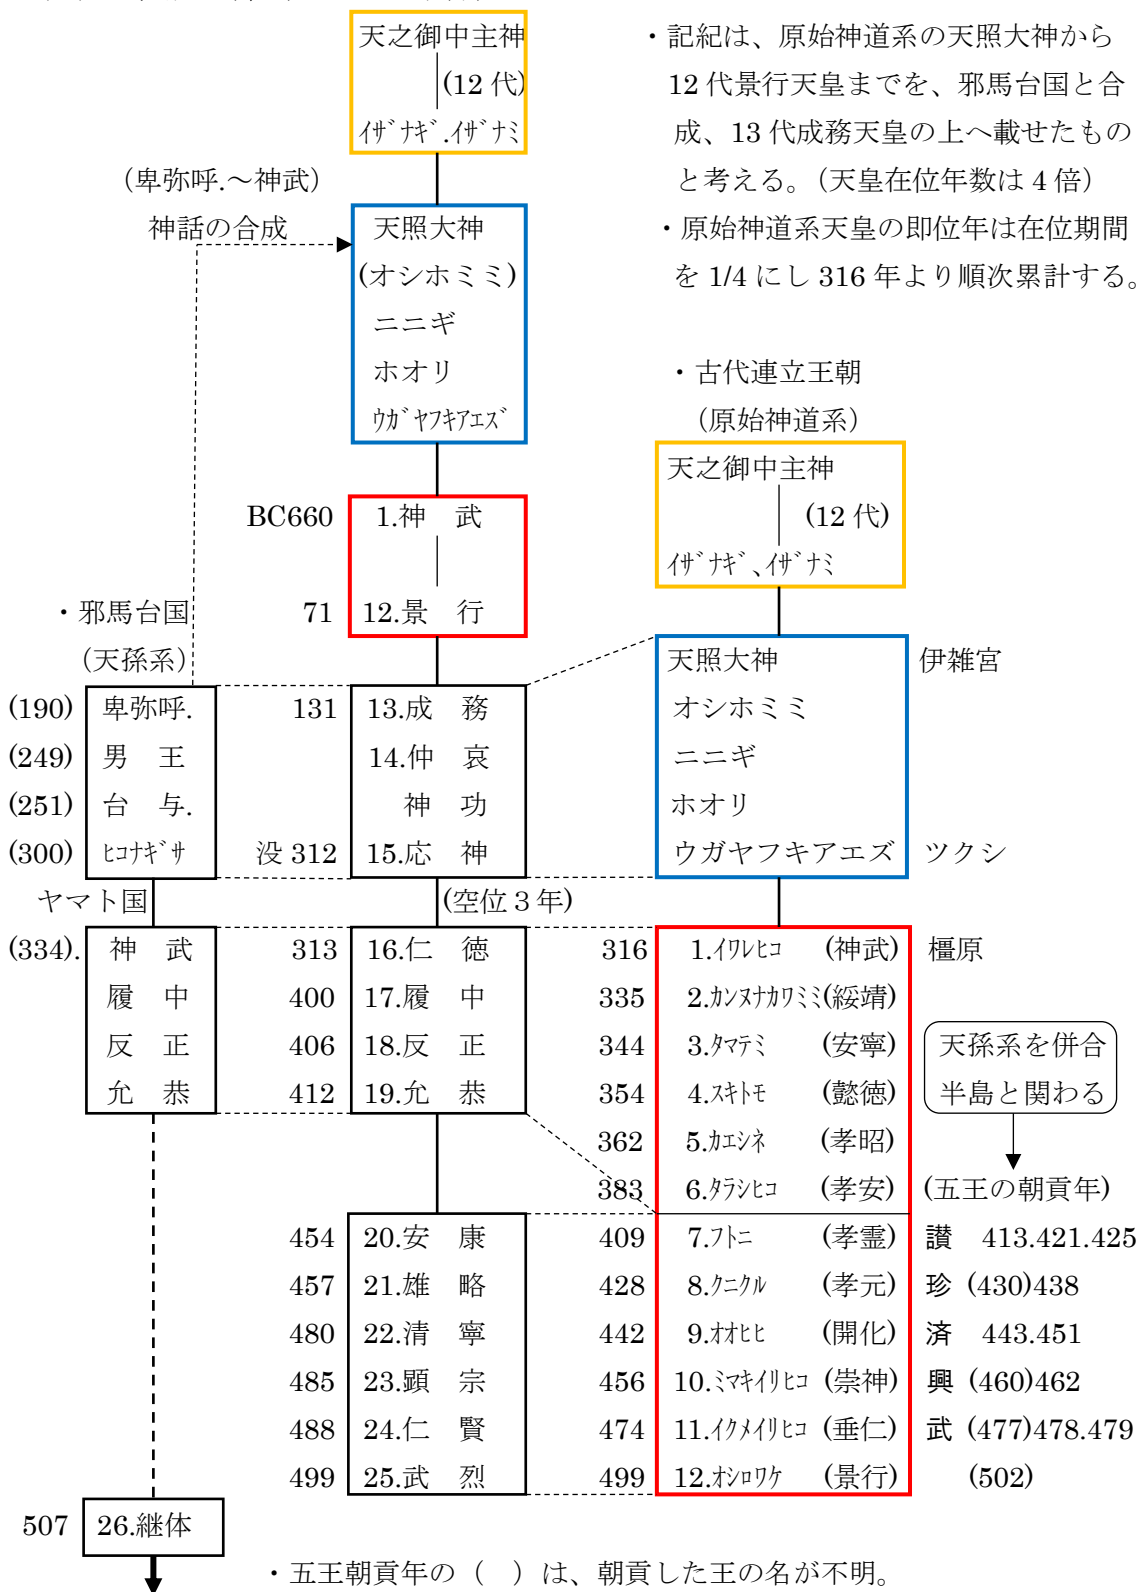 天之御中主神
(12 代)
ｲｻﾞﾅｷﾞ.ｲｻﾞﾅﾐ
・記紀は、原始神道系の天照大神から
12 代景行天皇までを、邪馬台国と合
成、13 代成務天皇の上へ載せたもの
と考える。（天皇在位年数は 4 倍）
・原始神道系天皇の即位年は在位期間
を 1/4 にし 316 年より順次累計する。
(卑弥呼.～神武)
神話の合成
天照大神
(オシホミミ)
ニニギ
ホオリ
ｳｶﾞﾔﾌｷｱｴｽﾞ
・古代連立王朝
（原始神道系）
天之御中主神
(12 代)
ｲｻﾞﾅｷﾞ、ｲｻﾞﾅﾐ
BC660 1.神 武
71 12.景 行
・邪馬台国
(天孫系)
天照大神 伊雑宮
オシホミミ
ニニギ
ホオリ
ウガヤフキアエズ ツクシ
(190) 卑弥呼. 131 13.成 務
(249) 男 王 14.仲 哀
(251) 台 与. 神 功
(300) ﾋｺﾅｷﾞｻ 没 312 15.応 神
ヤマト国 (空位 3 年)
(334). 神 武 313 16.仁 徳 316 1.ｲﾜﾚﾋｺ (神武) 橿原
履 中 400 17.履 中 335 2.ｶﾝﾇﾅｶﾜﾐﾐ(綏靖)
反 正 406 18.反 正 344 3.ﾀﾏﾃﾐ (安寧) 天孫系を併合
允 恭 412 19.允 恭 354 4.ｽｷﾄﾓ (懿徳) 半島と関わる
362 5.ｶｴｼﾈ (孝昭)
383 6.ﾀﾗｼﾋｺ (孝安) (五王の朝貢年)
454 20.安 康 409 7.ﾌﾄﾆ (孝霊) 讃 413.421.425
457 21.雄 略 428 8.ｸﾆｸﾙ (孝元) 珍 (430)438
480 22.清 寧 442 9.ｵｵﾋﾋ (開化) 済 443.451
485 23.顕 宗 456 10.ﾐﾏｷｲﾘﾋｺ (崇神) 興 (460)462
488 24.仁 賢 474 11.ｲｸﾒｲﾘﾋｺ (垂仁) 武 (477)478.479
499 25.武 烈 499 12.ｵｼﾛﾜｹ (景行) (502)
507 26.継体
・五王朝貢年の（ ）は、朝貢した王の名が不明。